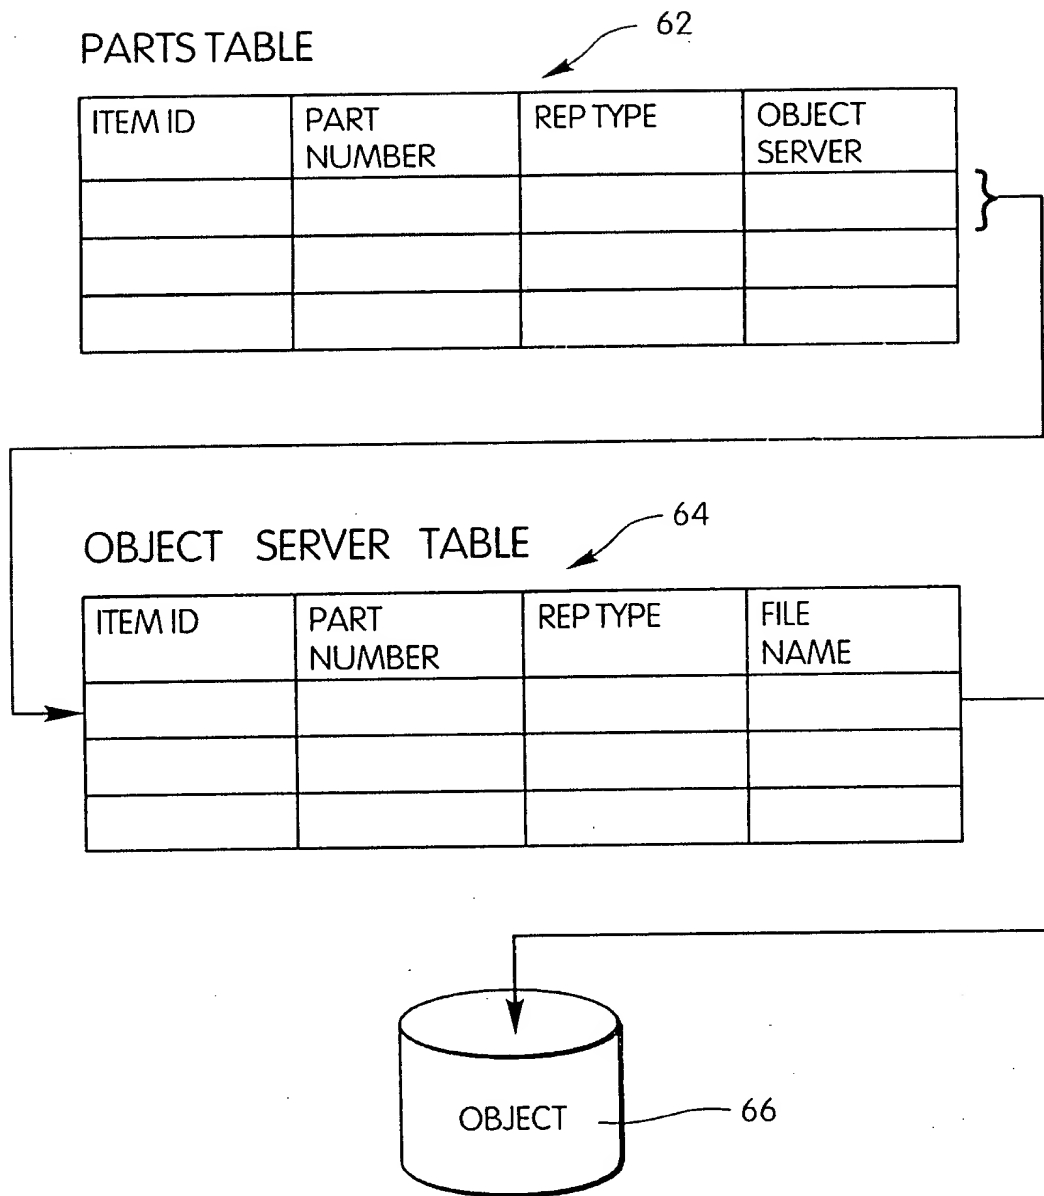 62
PARTS TABLE
ITEM ID PART NUMBER REP TYPE OBJECT SERVER
64
OBJECT SERVER TABLE
ITEM ID PART NUMBER REP TYPE FILE NAME
OBJECT
66